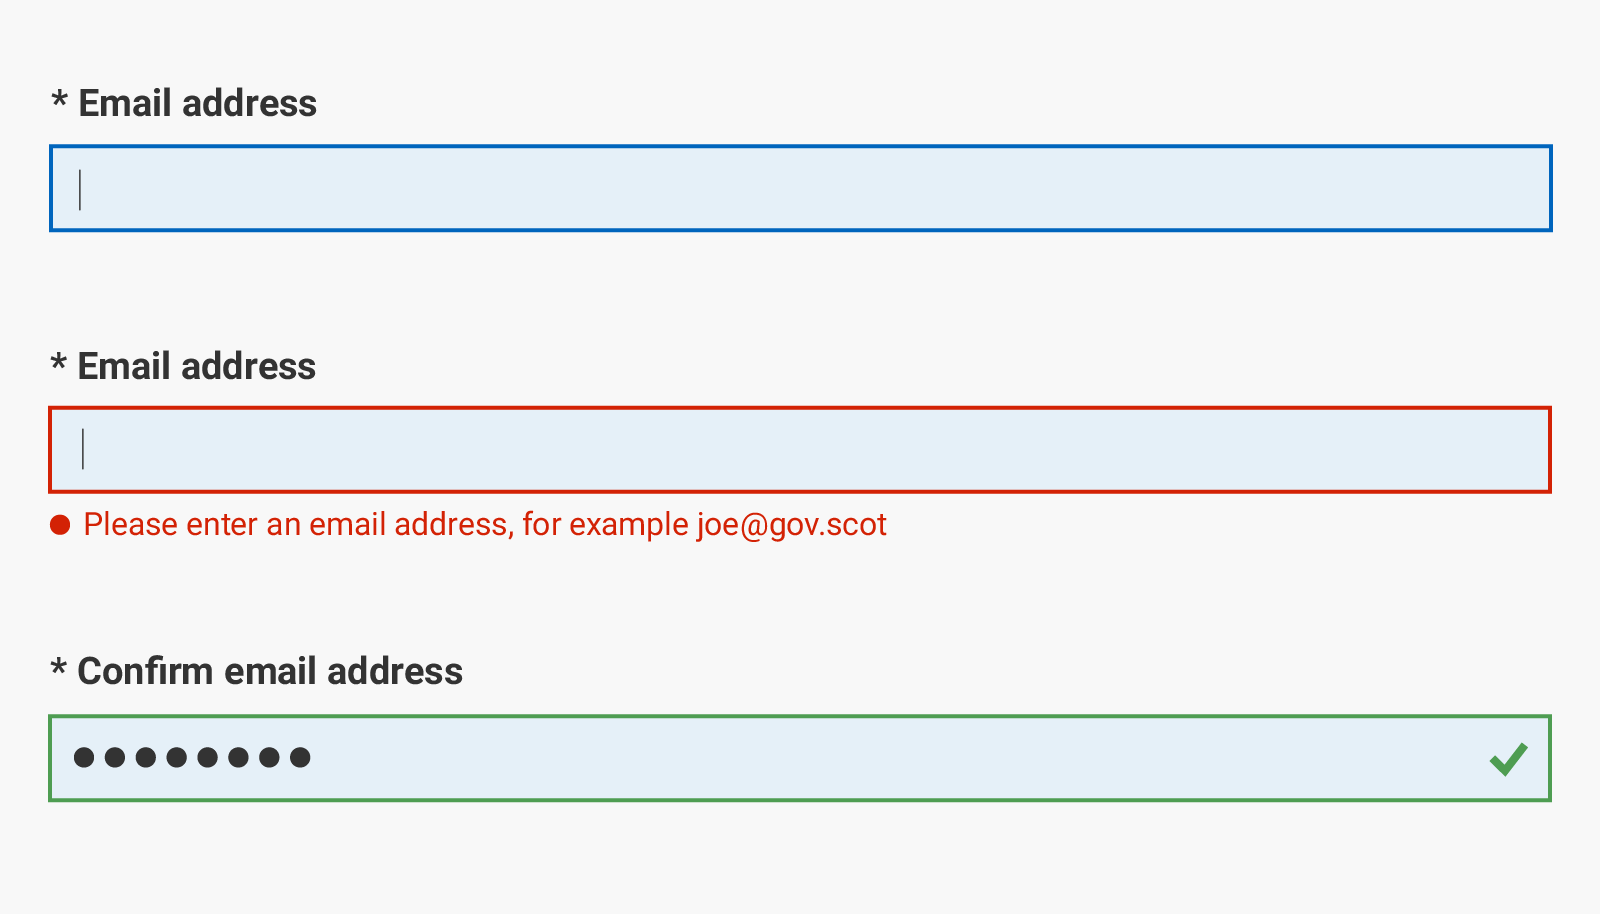 * Email address
* Email address
Please enter an email address, for example joe@gov.scot
* Confirm email address